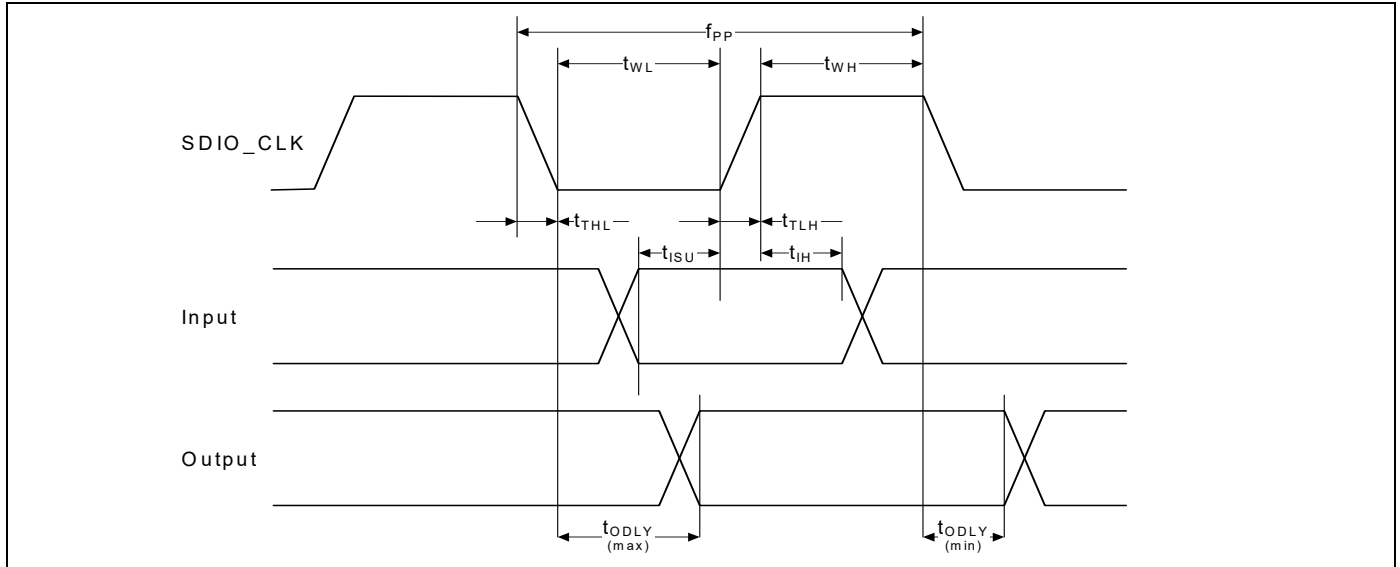 fPP
tWL tWH
SDIO_CLK
tTHL tTLH
tISU tIH
Input
Output
tODLY tODLY
(max) (min)